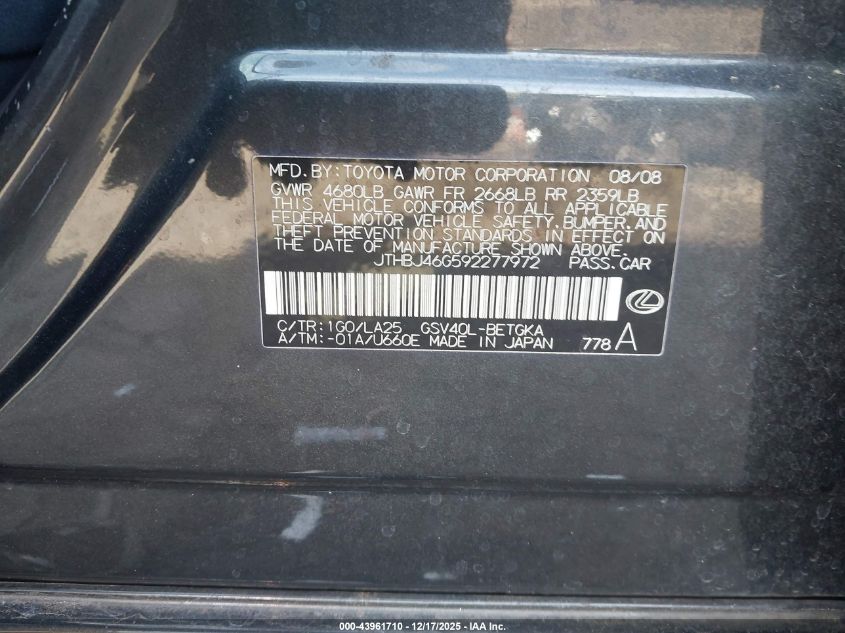 MFD. BY: TOYOTA MOTOR CORPORATION 08/08
GVWR 4680LB GAWR FR 2668LB RR 2359LB
THIS VEHICLE CONFORMS TO ALL APPLICABLE
FEDERAL MOTOR VEHICLE SAFETY, BUMPER, AND
THEFT PREVENTION STANDARDS IN EFFECT ON
THE DATE OF MANUFACTURE SHOWN ABOVE.
JTHBJ46G592277972 PASS. CAR
C/TR: 1G0/LA25 GSV40L-BETGKA
A/TM: -01A/U660E MADE IN JAPAN 778 A
000-43961710 - 12/17/2025 - IAA Inc.